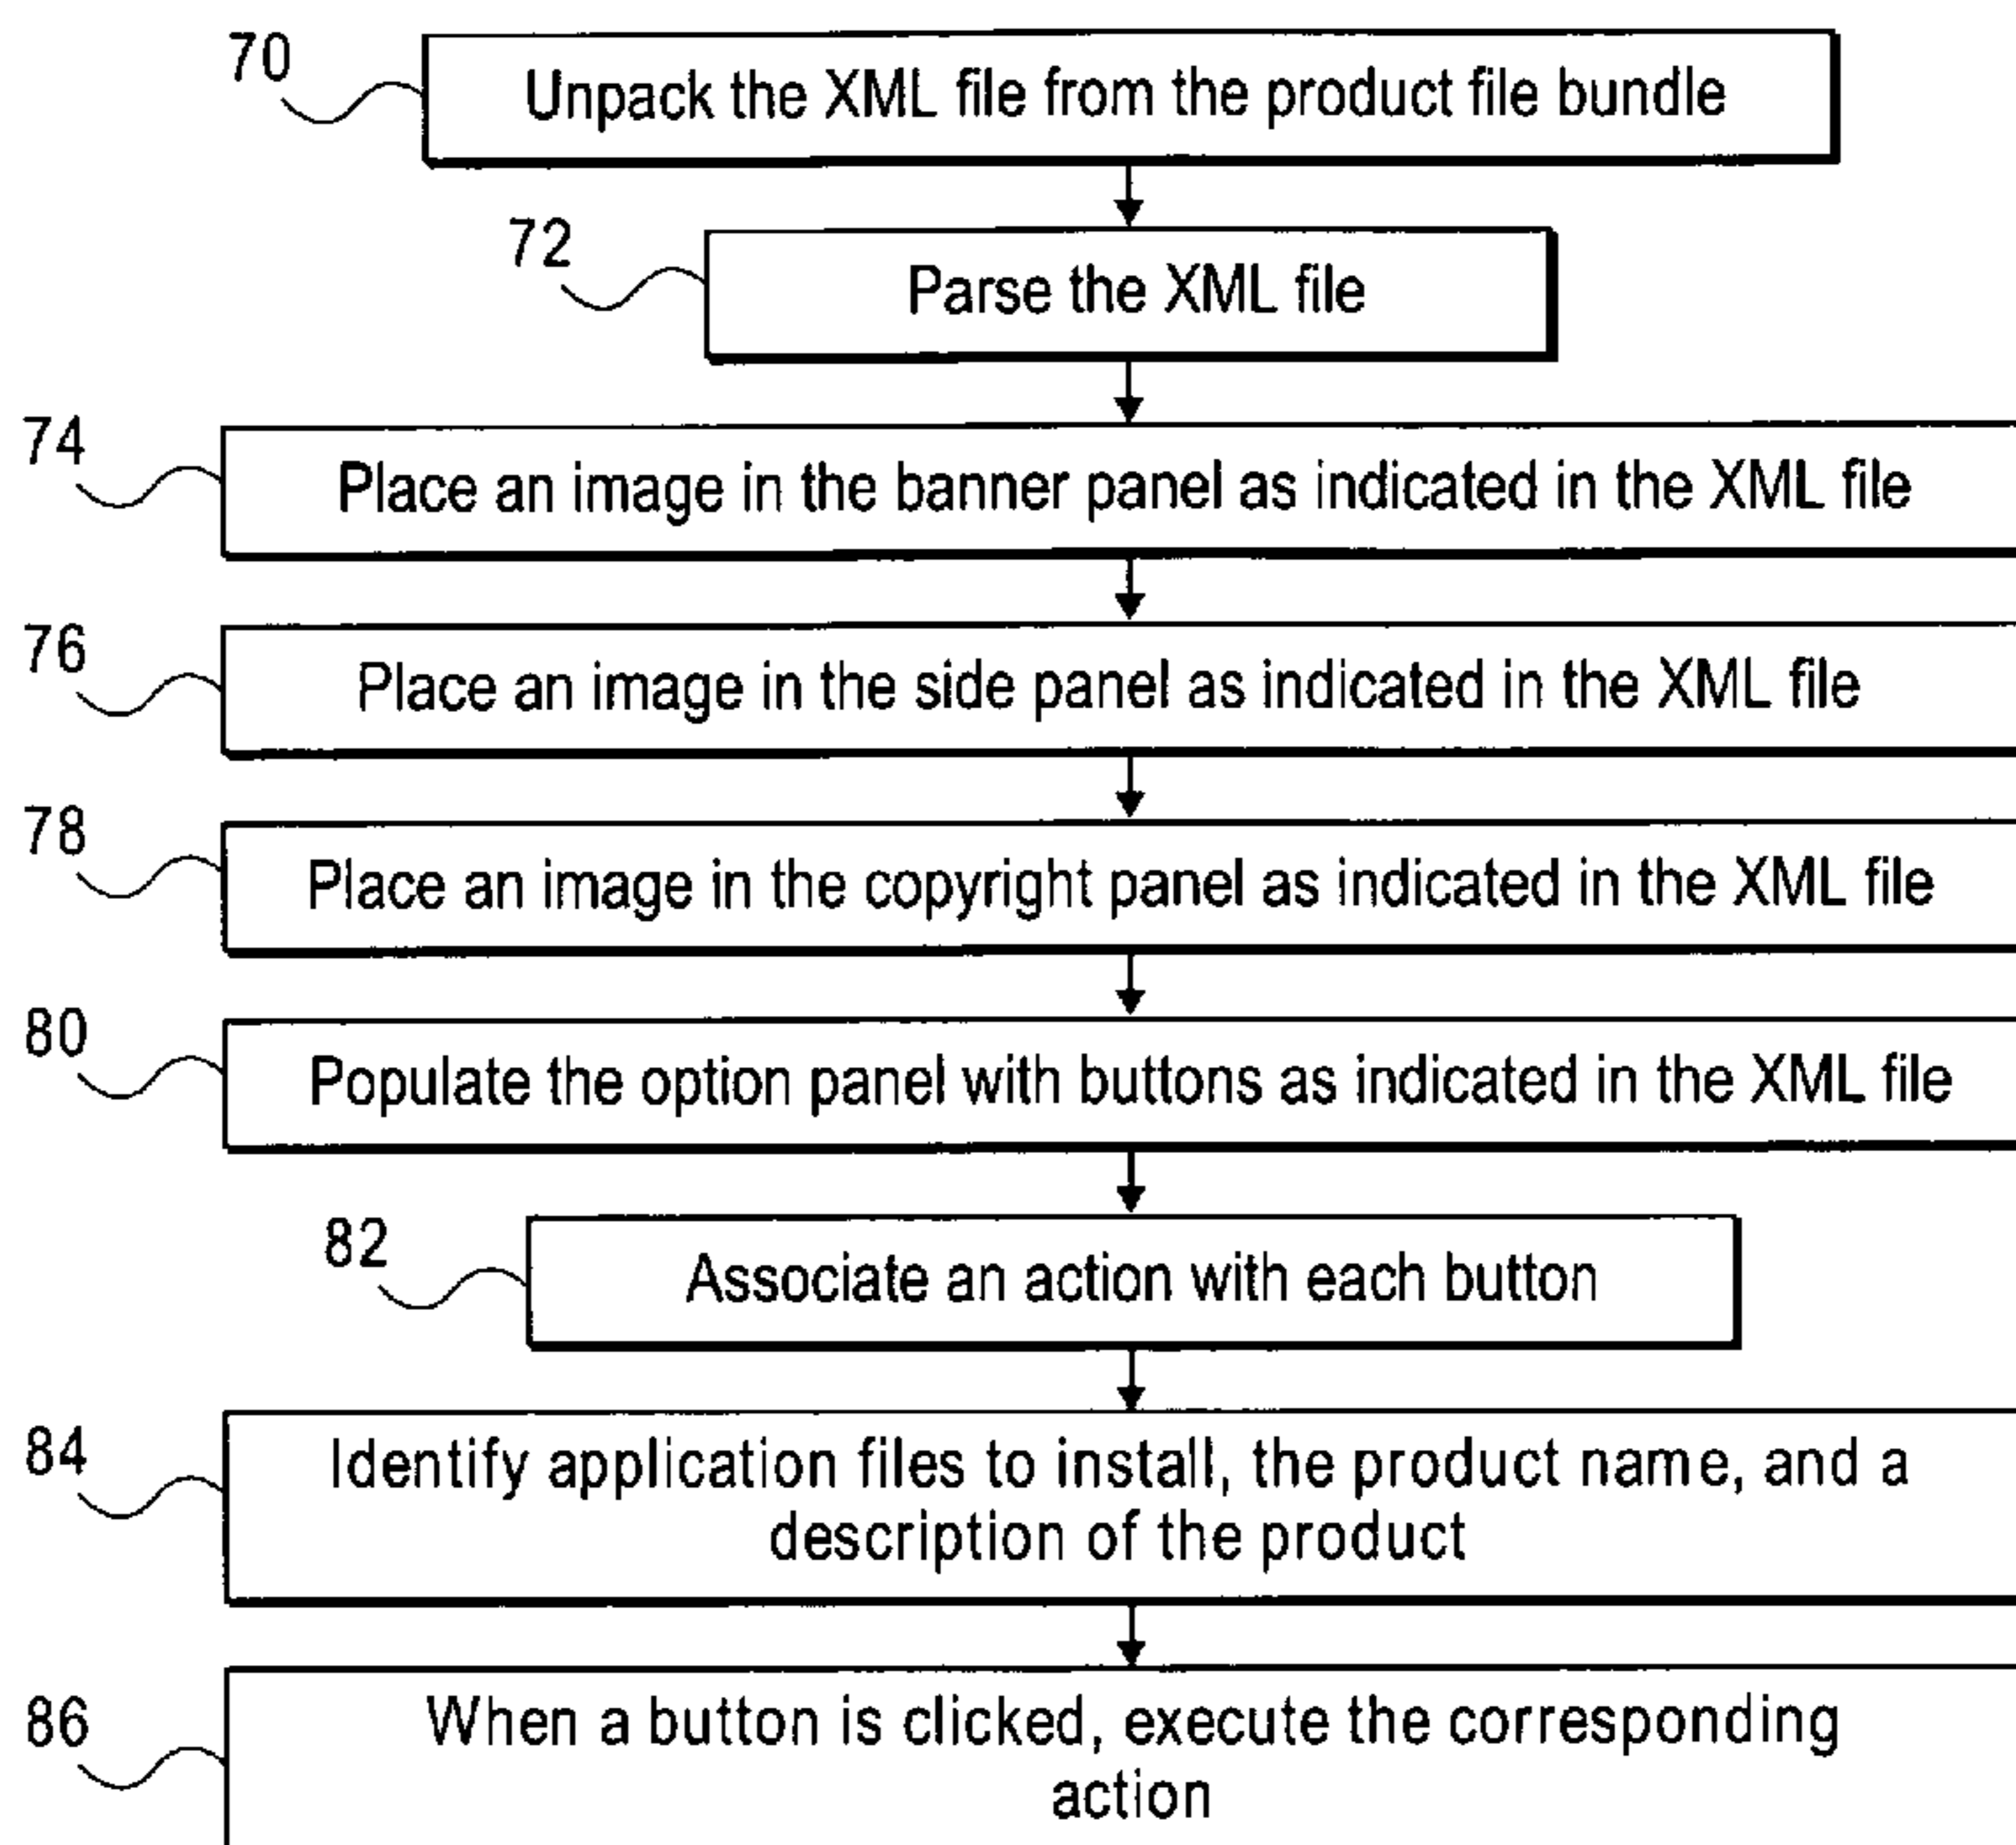 70
Unpack the XML file from the product file bundle
72
Parse the XML file
74
Place an image in the banner panel as indicated in the XML file
76
Place an image in the side panel as indicated in the XML file
78
Place an image in the copyright panel as indicated in the XML file
80
Populate the option panel with buttons as indicated in the XML file
82
Associate an action with each button
84
Identify application files to install, the product name, and a
description of the product
86
When a button is clicked, execute the corresponding
action